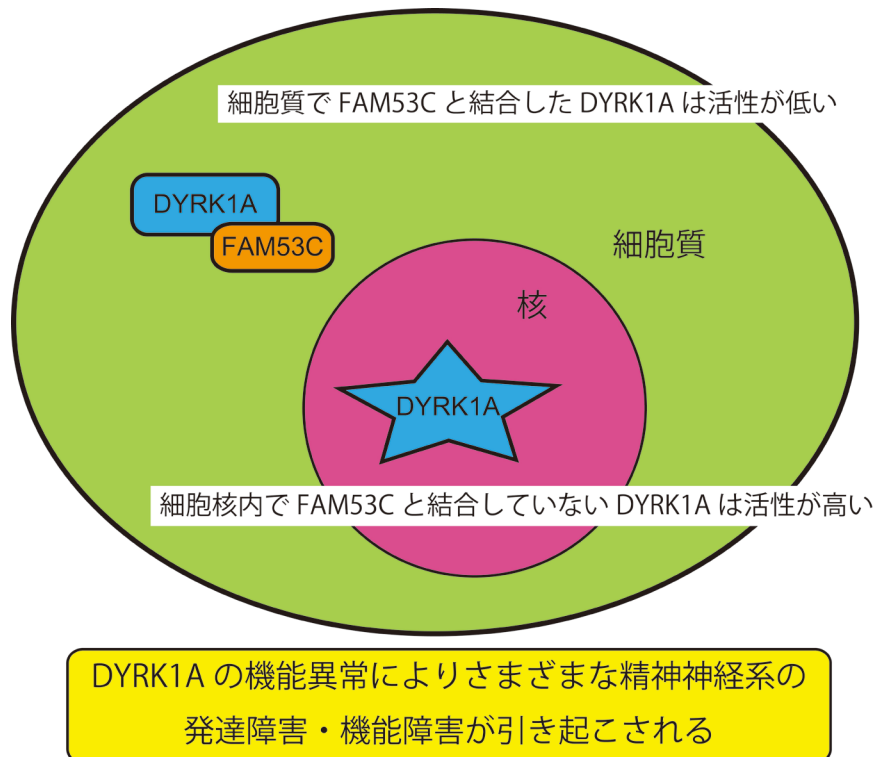 細胞質で FAM53C と結合した DYRK1A は活性が低い
DYRK1A
FAM53C
細胞質
核
DYRK1A
細胞核内で FAM53C と結合していない DYRK1A は活性が高い
DYRK1A の機能異常によりさまざまな精神神経系の
発達障害・機能障害が引き起こされる